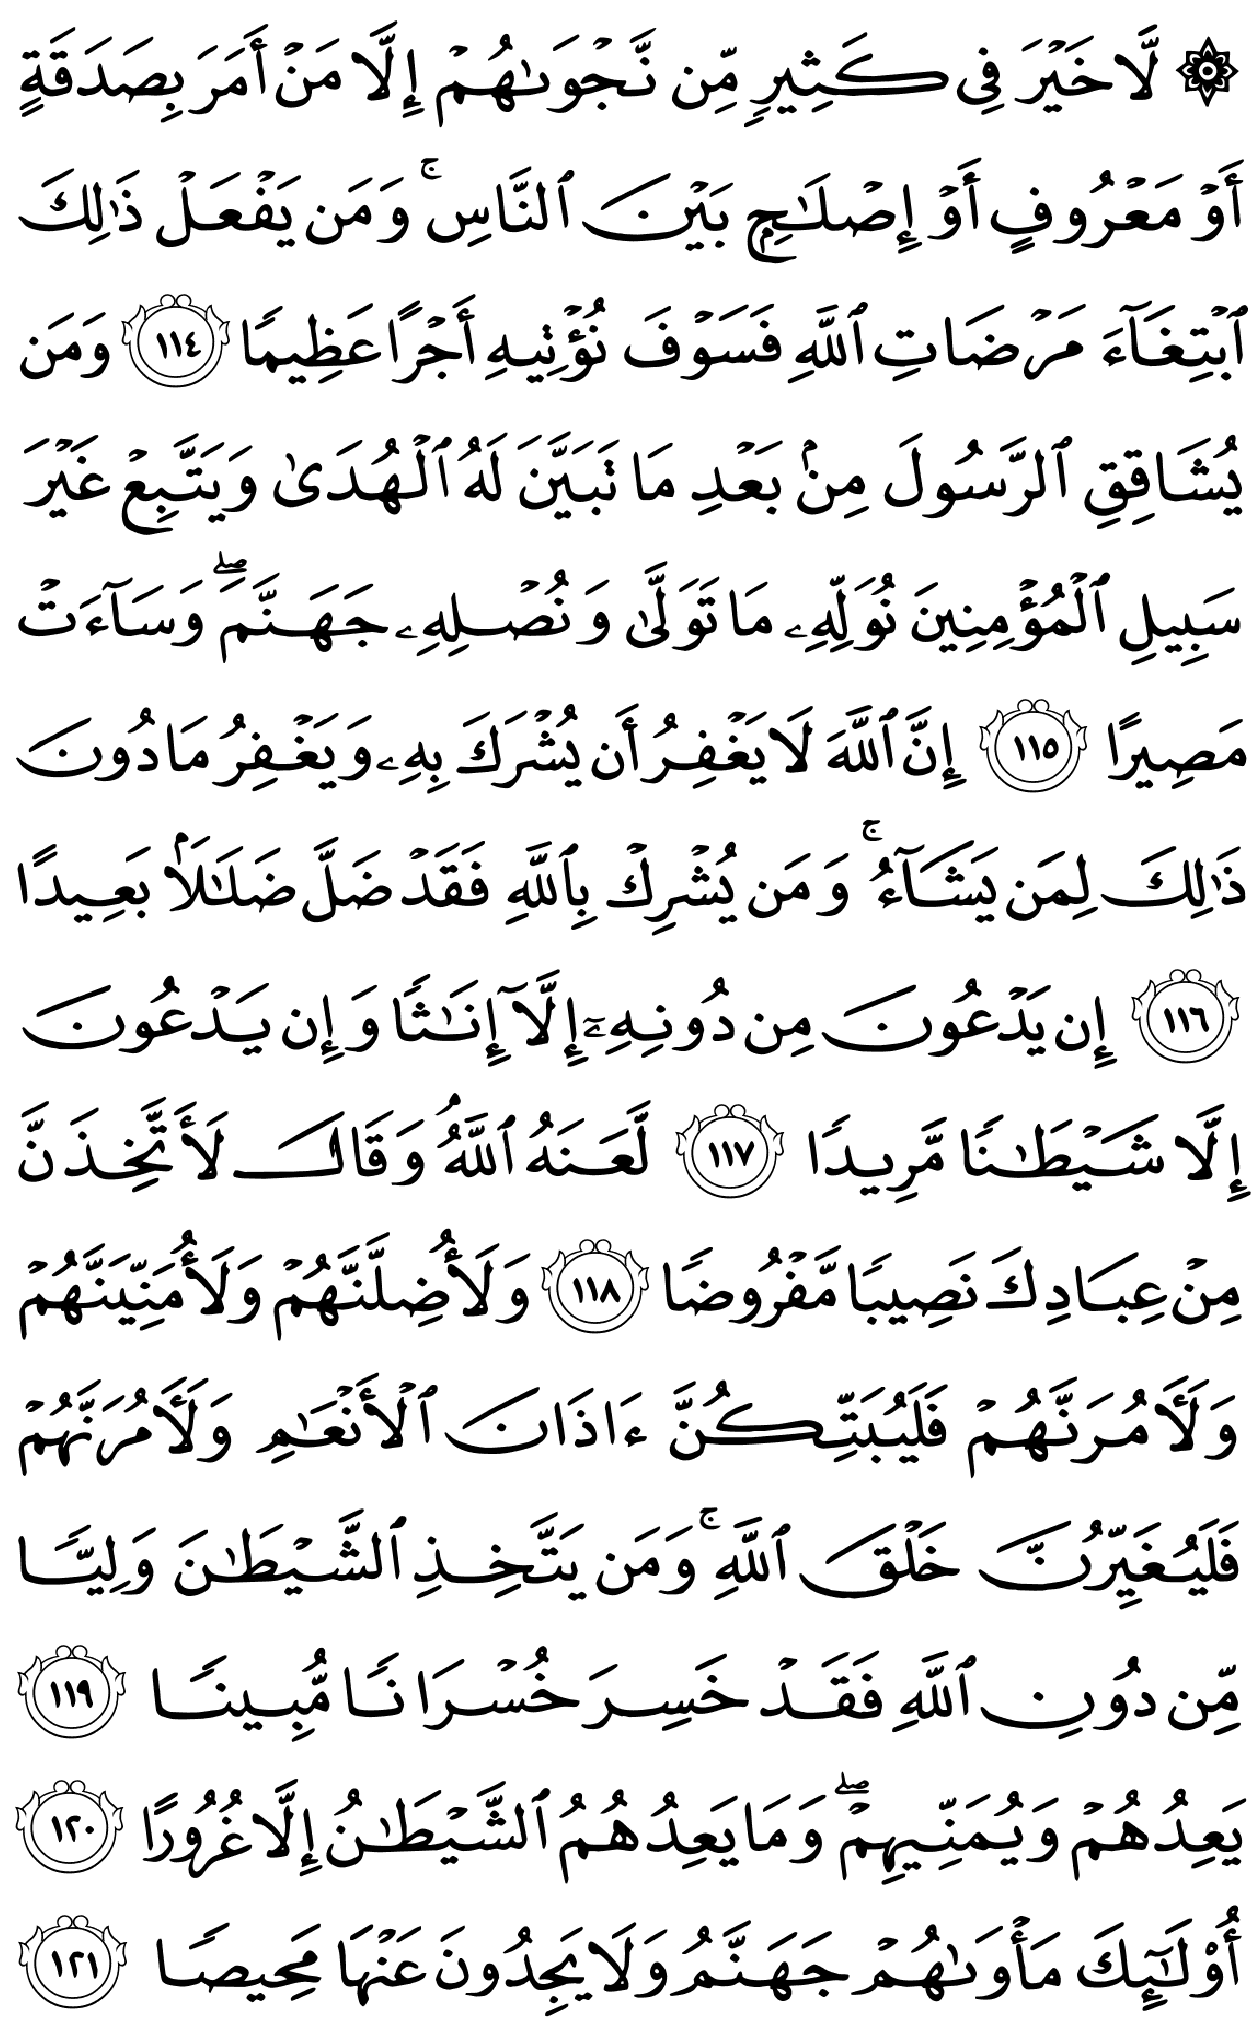 ۞ لَّا خَيْرَ فِي كَثِيرٍ مِّن نَّجْوَىٰهُمْ إِلَّا مَنْ أَمَرَ بِصَدَقَةٍ
أَوْ مَعْرُوفٍ أَوْ إِصْلَٰحٍۭ بَيْنَ ٱلنَّاسِ ۚ وَمَن يَفْعَلْ ذَٰلِكَ
ٱبْتِغَآءَ مَرْضَاتِ ٱللَّهِ فَسَوْفَ نُؤْتِيهِ أَجْرًا عَظِيمًا ١١٤ وَمَن
يُشَاقِقِ ٱلرَّسُولَ مِنۢ بَعْدِ مَا تَبَيَّنَ لَهُ ٱلْهُدَىٰ وَيَتَّبِعْ غَيْرَ
سَبِيلِ ٱلْمُؤْمِنِينَ نُوَلِّهِۦ مَا تَوَلَّىٰ وَنُصْلِهِۦ جَهَنَّمَ ۖ وَسَآءَتْ
مَصِيرًا ١١٥ إِنَّ ٱللَّهَ لَا يَغْفِرُ أَن يُشْرَكَ بِهِۦ وَيَغْفِرُ مَا دُونَ
ذَٰلِكَ لِمَن يَشَآءُ ۚ وَمَن يُشْرِكْ بِٱللَّهِ فَقَدْ ضَلَّ ضَلَٰلًۢا بَعِيدًا
١١٦ إِن يَدْعُونَ مِن دُونِهِۦٓ إِلَّآ إِنَٰثًا وَإِن يَدْعُونَ
إِلَّا شَيْطَٰنًا مَّرِيدًا ١١٧ لَّعَنَهُ ٱللَّهُ ۘ وَقَالَ لَأَتَّخِذَنَّ
مِنْ عِبَادِكَ نَصِيبًا مَّفْرُوضًا ١١٨ وَلَأُضِلَّنَّهُمْ وَلَأُمَنِّيَنَّهُمْ
وَلَـَٔامُرَنَّهُمْ فَلَيُبَتِّكُنَّ ءَاذَانَ ٱلْأَنْعَٰمِ وَلَـَٔامُرَنَّهُمْ
فَلَيُغَيِّرُنَّ خَلْقَ ٱللَّهِ ۚ وَمَن يَتَّخِذِ ٱلشَّيْطَٰنَ وَلِيًّا
مِّن دُونِ ٱللَّهِ فَقَدْ خَسِرَ خُسْرَانًا مُّبِينًا ١١٩
يَعِدُهُمْ وَيُمَنِّيهِمْ ۖ وَمَا يَعِدُهُمُ ٱلشَّيْطَٰنُ إِلَّا غُرُورًا ١٢٠
أُو۟لَٰٓئِكَ مَأْوَىٰهُمْ جَهَنَّمُ وَلَا يَجِدُونَ عَنْهَا مَحِيصًا ١٢١